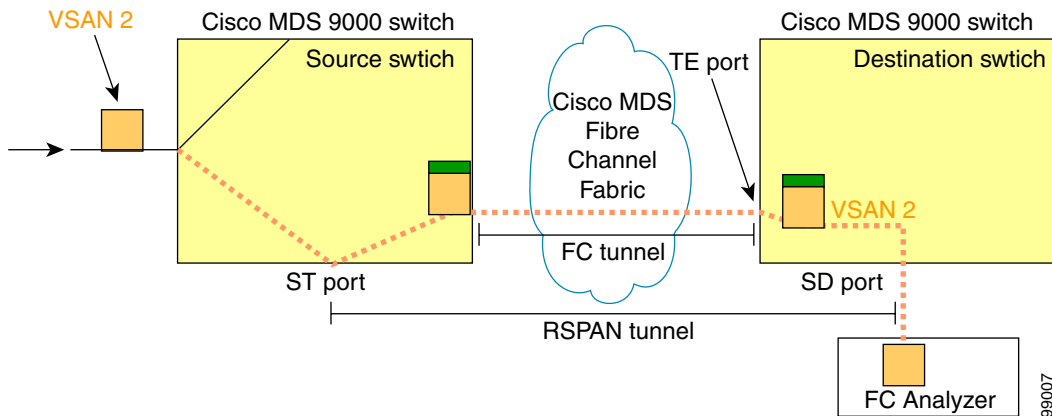 VSAN 2
Cisco MDS 9000 switch
Source swtich
Cisco MDS
Fibre
Channel
Fabric
TE port
Cisco MDS 9000 switch
Destination swtich
VSAN 2
FC tunnel
ST port
SD port
RSPAN tunnel
FC Analyzer
99007